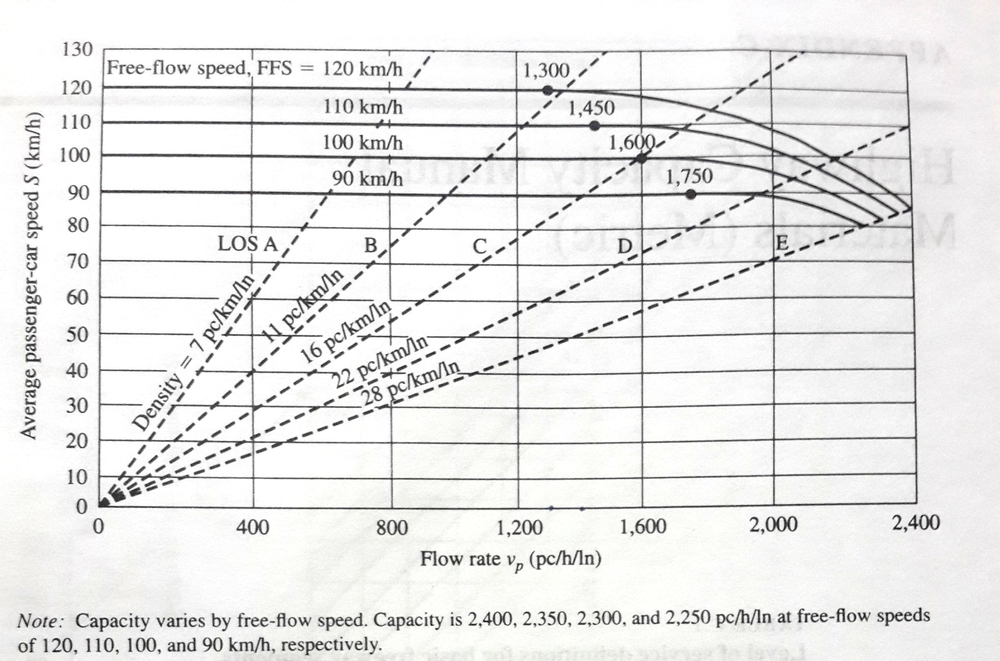 130
Free-flow speed, FFS = 120 km/h
1,300
120
110 km/h
1,450
110
100 km/h
1,600
100
90 km/h
1,750
90
80
LOS A
B
C
D
E
70
60
50
40
30
20
10
0
Density = 7 pc/km/ln
11 pc/km/ln
16 pc/km/ln
22 pc/km/ln
28 pc/km/ln
Average passenger-car speed S (km/h)
0 400 800 1,200 1,600 2,000 2,400
Flow rate vp (pc/h/ln)
Note: Capacity varies by free-flow speed. Capacity is 2,400, 2,350, 2,300, and 2,250 pc/h/ln at free-flow speeds
of 120, 110, 100, and 90 km/h, respectively.